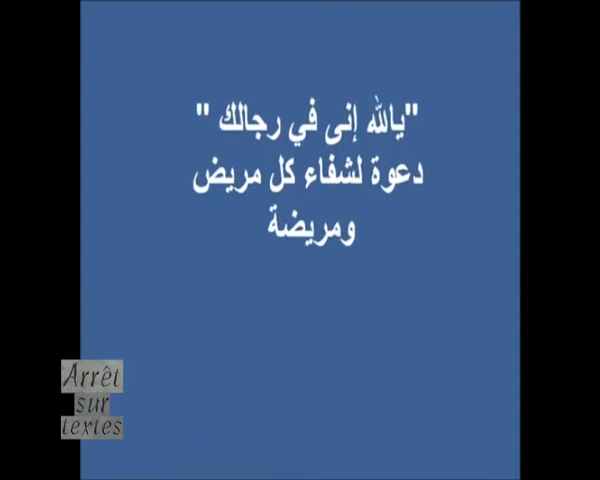 "يالله إنى في رجالك "
دعوة لشفاء كل مريض
ومريضة
Arrêt
sur
textes